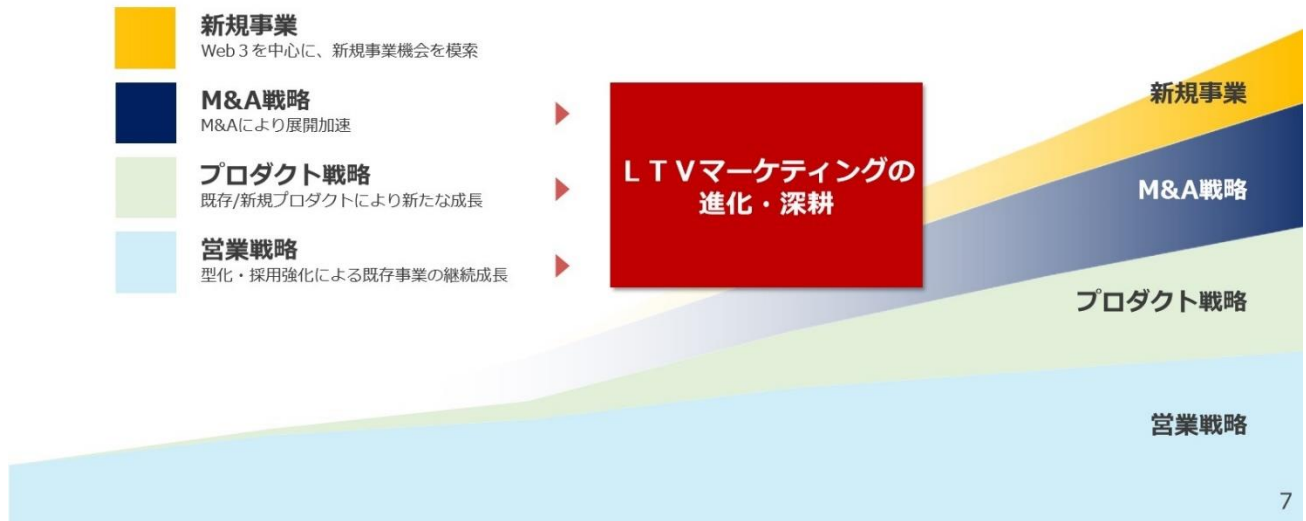 新規事業
Web３を中心に、新規事業機会を模索
M&A戦略
M&Aにより展開加速
プロダクト戦略
既存/新規プロダクトにより新たな成長
営業戦略
型化・採用強化による既存事業の継続成長
ＬＴＶマーケティングの
進化・深耕
新規事業
M&A戦略
プロダクト戦略
営業戦略
7